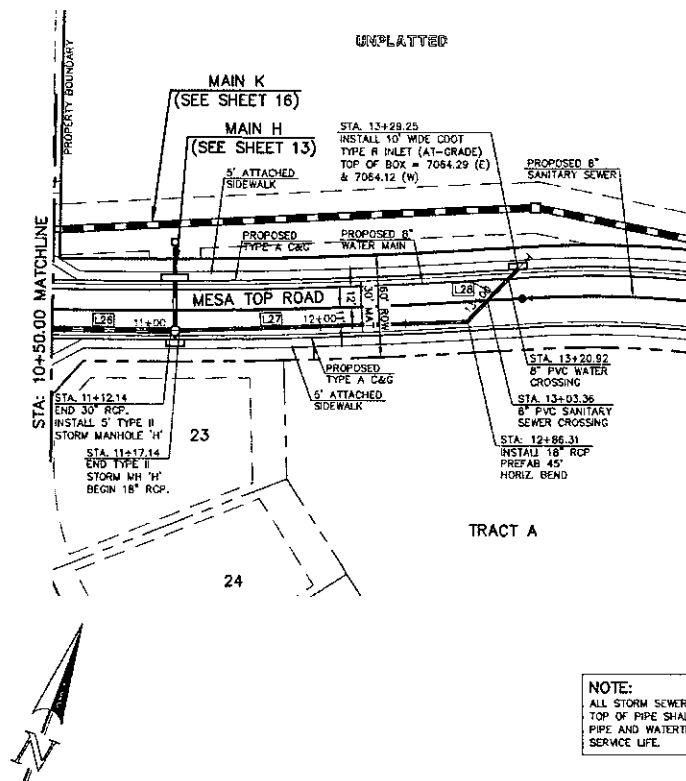 UNPLATTED
PROPERTY BOUNDARY
MAIN K
(SEE SHEET 16)
MAIN H
(SEE SHEET 13)
STA. 13+29.25
INSTALL 10' WIDE CDOT
TYPE R INLET (AT-GRADE)
TOP OF BOX = 7064.29 (E)
& 7064.12 (W)
PROPOSED 8"
SANITARY SEWER
5' ATTACHED
SIDEWALK
PROPOSED
TYPE A C&G
PROPOSED 8"
WATER MAIN
STA: 10+50.00 MATCHLINE
MESA TOP ROAD
12'
30' MA
60' ROW
L28
L26
11+00
L27
12+00
11'
13+
PROPOSED
TYPE A C&G
5' ATTACHED
SIDEWALK
STA. 13+20.92
8" PVC WATER
CROSSING
STA. 13+03.36
8" PVC SANITARY
SEWER CROSSING
STA: 12+86.31
INSTALL 18" RCP
PREFAB 45°
HORIZ BEND
STA. 11+12.14
END 30" RCP.
INSTALL 5' TYPE II
STORM MANHOLE 'H'
STA. 11+17.14
END TYPE II
STORM MH 'H'
BEGIN 18" RCP.
23
24
TRACT A
N
NOTE:
ALL STORM SEWER
TOP OF PIPE SHAL
PIPE AND WATERT
SERVICE LIFE.